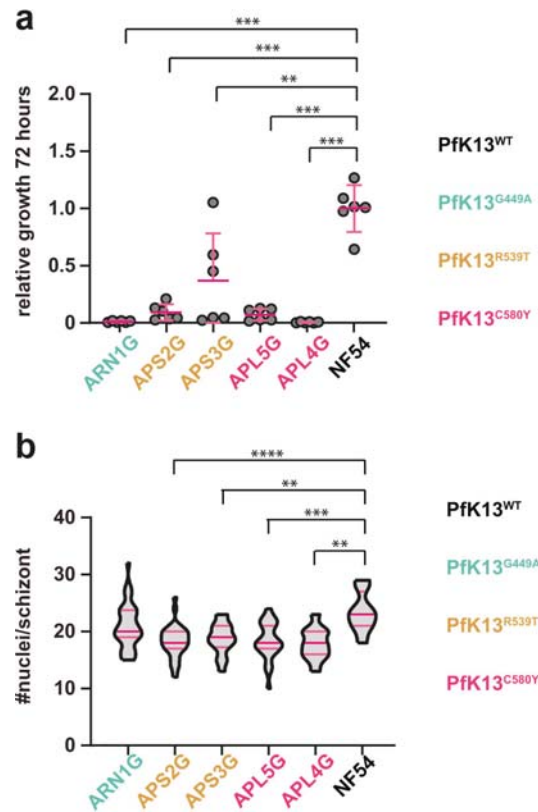 a
***
***
**
***
***
relative growth 72 hours
2.0
1.5
1.0
0.5
0
ARN1G
APS2G
APS3G
APL5G
APL4G
NF54
PfK13WT
PfK13G449A
PfK13R539T
PfK13C580Y
b
****
**
***
**
#nuclei/schizont
40
30
20
10
0
ARN1G
APS2G
APS3G
APL5G
APL4G
NF54
PfK13WT
PfK13G449A
PfK13R539T
PfK13C580Y